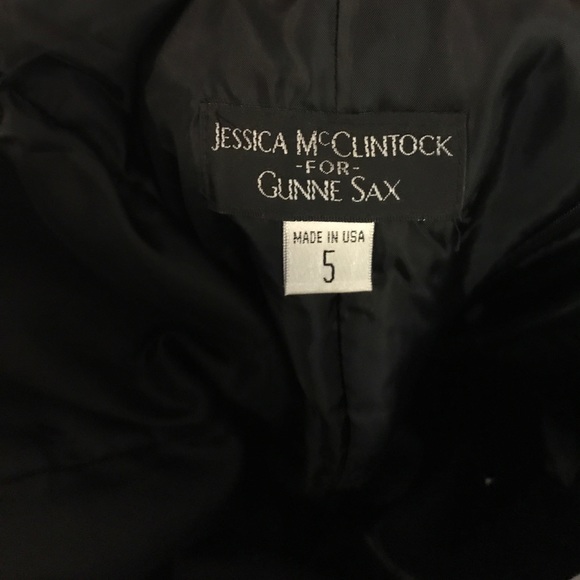 JESSICA McCLINTOCK
-FOR-
GUNNE SAX
MADE IN USA
5